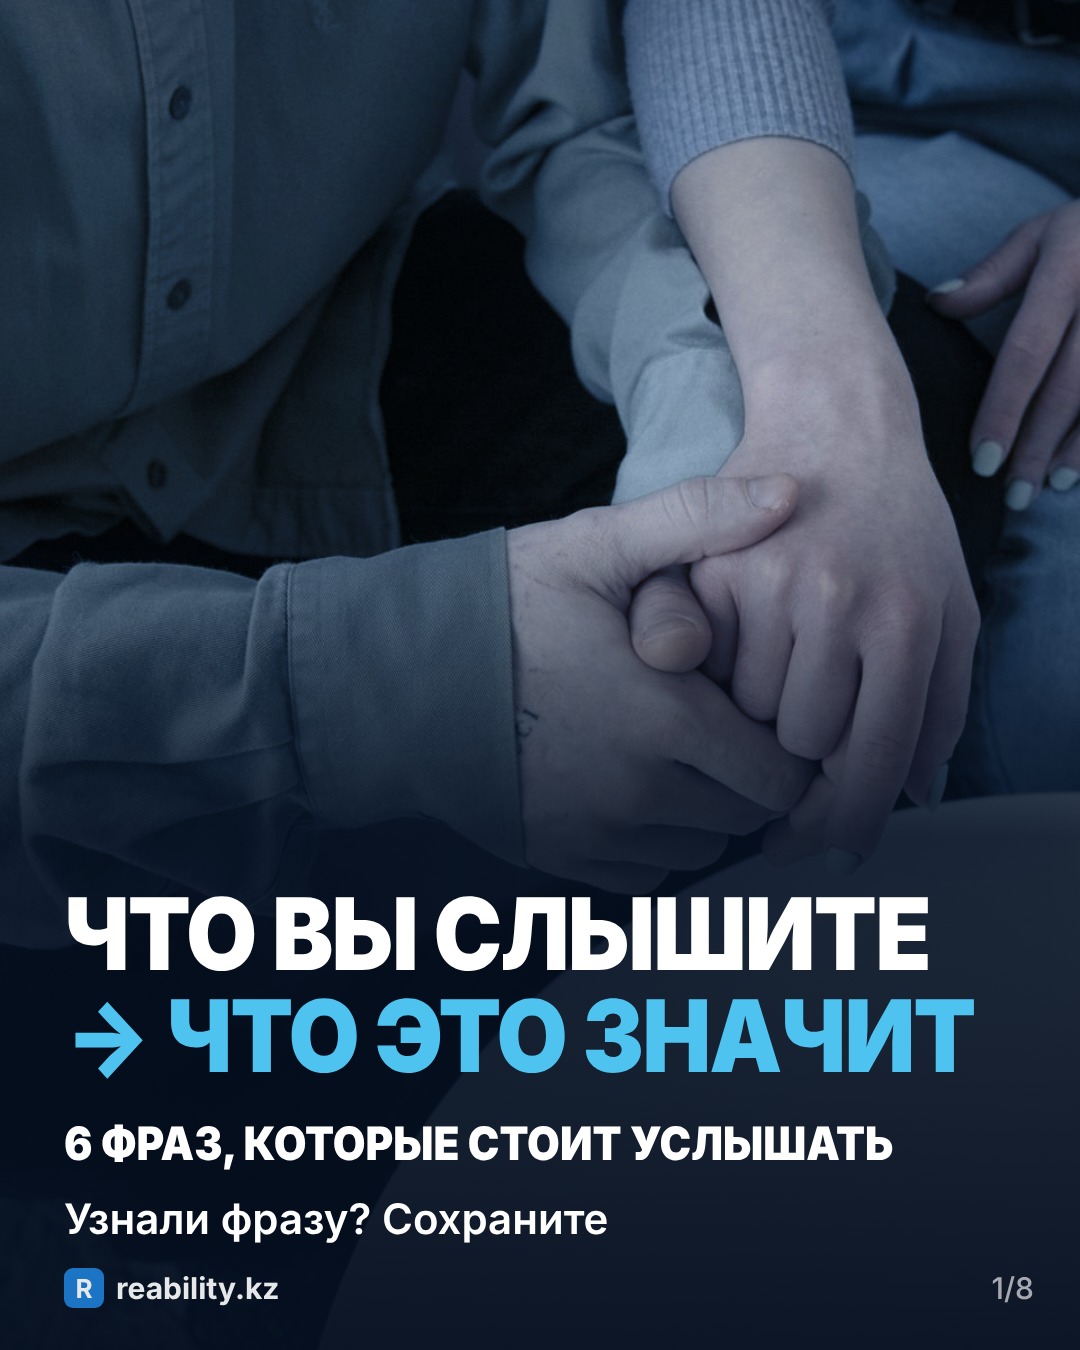 ЧТО ВЫ СЛЫШИТЕ
→ ЧТО ЭТО ЗНАЧИТ
6 ФРАЗ, КОТОРЫЕ СТОИТ УСЛЫШАТЬ
Узнали фразу? Сохраните
R reability.kz
1/8